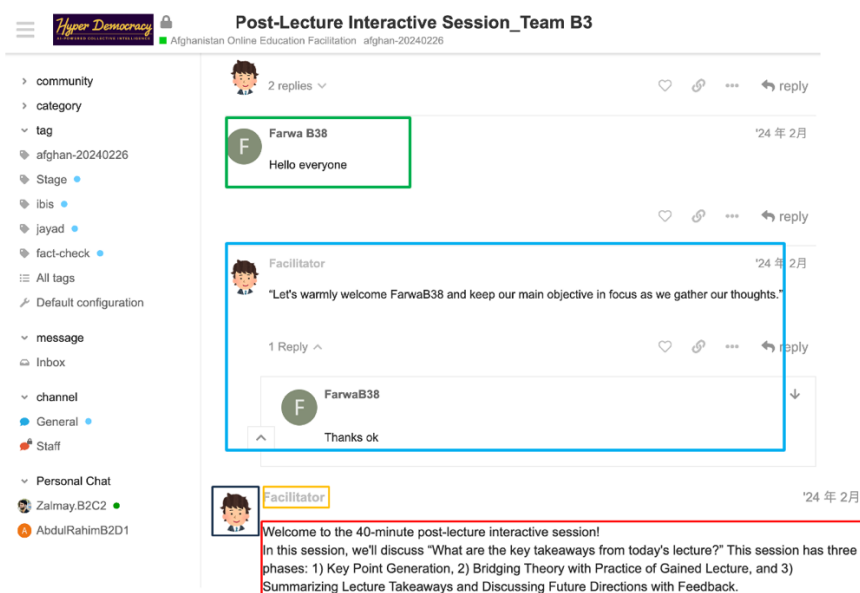 Hyper Democracy
AI-POWERED COLLECTIVE INTELLIGENCE
Post-Lecture Interactive Session_Team B3
Afghanistan Online Education Facilitation afghan-20240226
community
category
tag
afghan-20240226
Stage
ibis
jayad
fact-check
All tags
Default configuration
message
Inbox
channel
General
Staff
Personal Chat
Zalmay.B2C2
A AbdulRahimB2D1
2 replies
reply
F
Farwa B38 '24 年 2月
Hello everyone
reply
Facilitator '24 年 2月
“Let's warmly welcome FarwaB38 and keep our main objective in focus as we gather our thoughts.”
1 Reply reply
F
FarwaB38
Thanks ok
Facilitator '24 年 2月
Welcome to the 40-minute post-lecture interactive session!
In this session, we'll discuss “What are the key takeaways from today's lecture?” This session has three
phases: 1) Key Point Generation, 2) Bridging Theory with Practice of Gained Lecture, and 3)
Summarizing Lecture Takeaways and Discussing Future Directions with Feedback.